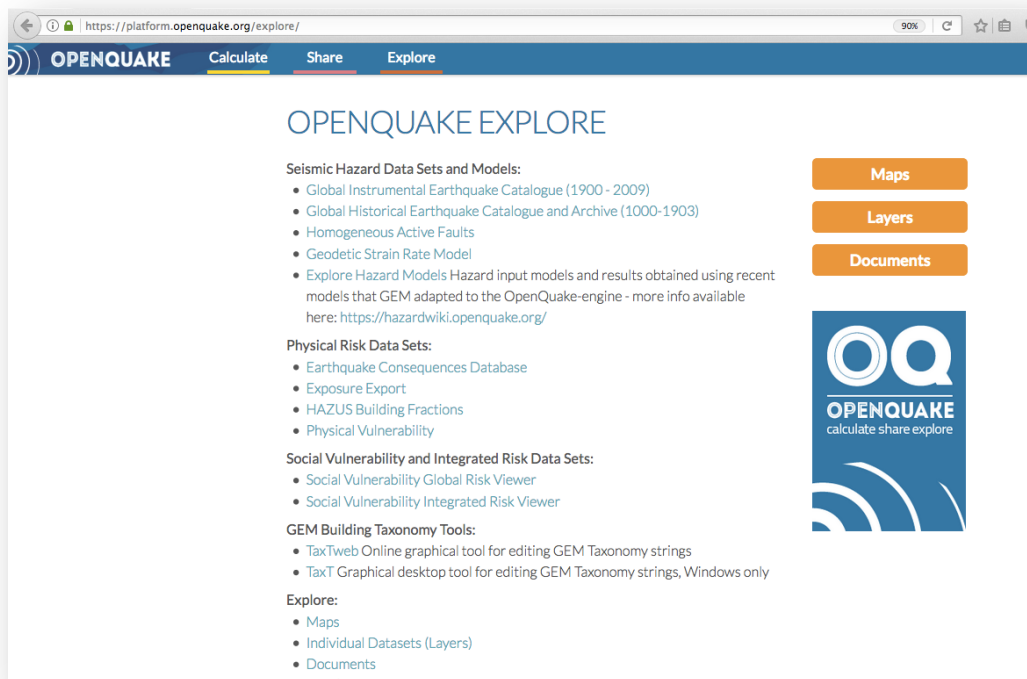 https://platform.openquake.org/explore/
90%
OPENQUAKE
Calculate
Share
Explore
OPENQUAKE EXPLORE
Seismic Hazard Data Sets and Models:
• Global Instrumental Earthquake Catalogue (1900 - 2009)
• Global Historical Earthquake Catalogue and Archive (1000-1903)
• Homogeneous Active Faults
• Geodetic Strain Rate Model
• Explore Hazard Models Hazard input models and results obtained using recent
models that GEM adapted to the OpenQuake-engine - more info available
here: https://hazardwiki.openquake.org/
Physical Risk Data Sets:
• Earthquake Consequences Database
• Exposure Export
• HAZUS Building Fractions
• Physical Vulnerability
Social Vulnerability and Integrated Risk Data Sets:
• Social Vulnerability Global Risk Viewer
• Social Vulnerability Integrated Risk Viewer
GEM Building Taxonomy Tools:
• TaxTweb Online graphical tool for editing GEM Taxonomy strings
• TaxT Graphical desktop tool for editing GEM Taxonomy strings, Windows only
Explore:
• Maps
• Individual Datasets (Layers)
• Documents
Maps
Layers
Documents
OQ
OPENQUAKE
calculate share explore